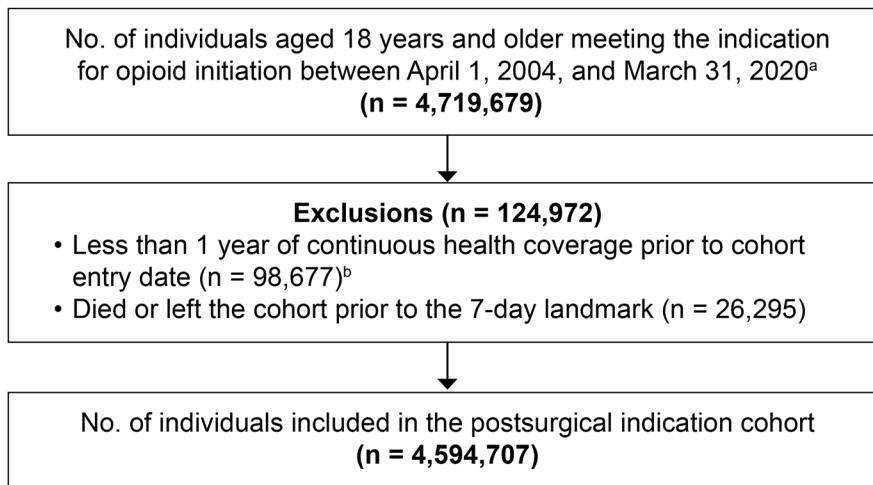 No. of individuals aged 18 years and older meeting the indication
for opioid initiation between April 1, 2004, and March 31, 2020ᵃ
(n = 4,719,679)
Exclusions (n = 124,972)
• Less than 1 year of continuous health coverage prior to cohort
entry date (n = 98,677)ᵇ
• Died or left the cohort prior to the 7-day landmark (n = 26,295)
No. of individuals included in the postsurgical indication cohort
(n = 4,594,707)